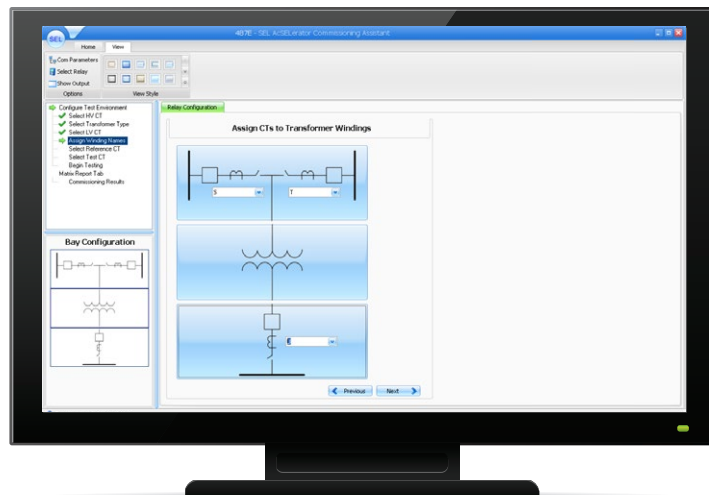 SEL
487E - SEL AcSELerator Commissioning Assistant
Home
View
Com Parameters
Select Relay
Show Output
Options
View Style
Configure Test Environment
Select HV CT
Select Transformer Type
Select LV CT
Assign Winding Names
Select Reference CT
Select Test CT
Begin Testing
Matrix Report Tab
Commissioning Results
Bay Configuration
Relay Configuration
Assign CTs to Transformer Windings
S
T
Previous
Next